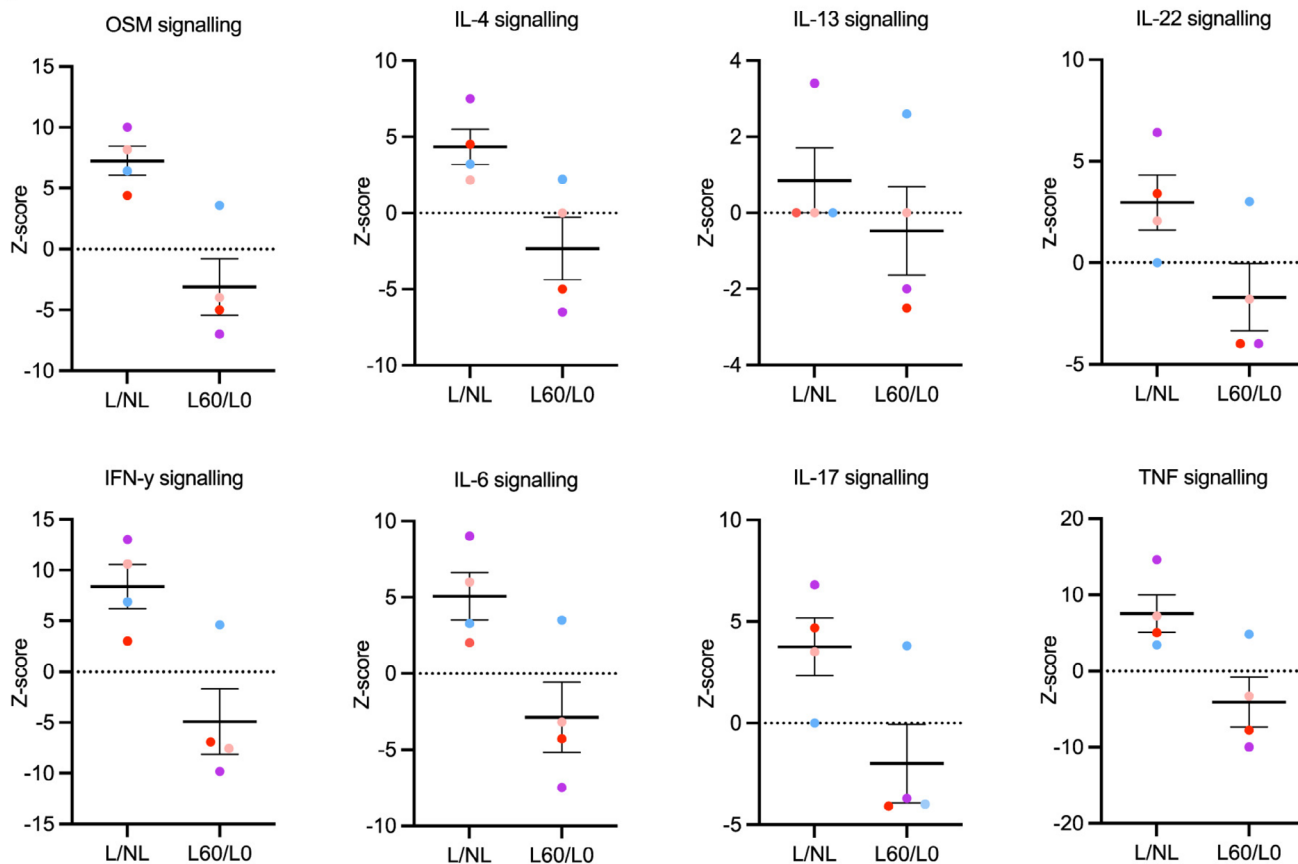 OSM signalling
IL-4 signalling
IL-13 signalling
IL-22 signalling
15
10
5
0
-5
-10
Z-score
L/NL
L60/L0
10
5
0
-5
-10
Z-score
L/NL
L60/L0
4
2
0
-2
-4
Z-score
L/NL
L60/L0
10
5
0
-5
Z-score
L/NL
L60/L0
IFN-y signalling
IL-6 signalling
IL-17 signalling
TNF signalling
15
10
5
0
-5
-10
-15
Z-score
L/NL
L60/L0
10
5
0
-5
-10
Z-score
L/NL
L60/L0
10
5
0
-5
Z-score
L/NL
L60/L0
20
10
0
-10
-20
Z-score
L/NL
L60/L0